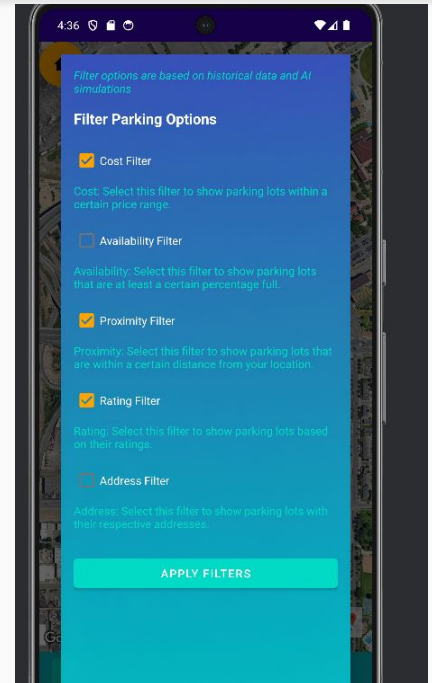 4:36
Filter options are based on historical data and AI
simulations
Filter Parking Options
Cost Filter
Cost: Select this filter to show parking lots within a
certain price range.
Availability Filter
Availability: Select this filter to show parking lots
that are at least a certain percentage full.
Proximity Filter
Proximity: Select this filter to show parking lots that
are within a certain distance from your location.
Rating Filter
Rating: Select this filter to show parking lots based
on their ratings.
Address Filter
Address: Select this filter to show parking lots with
their respective addresses.
APPLY FILTERS